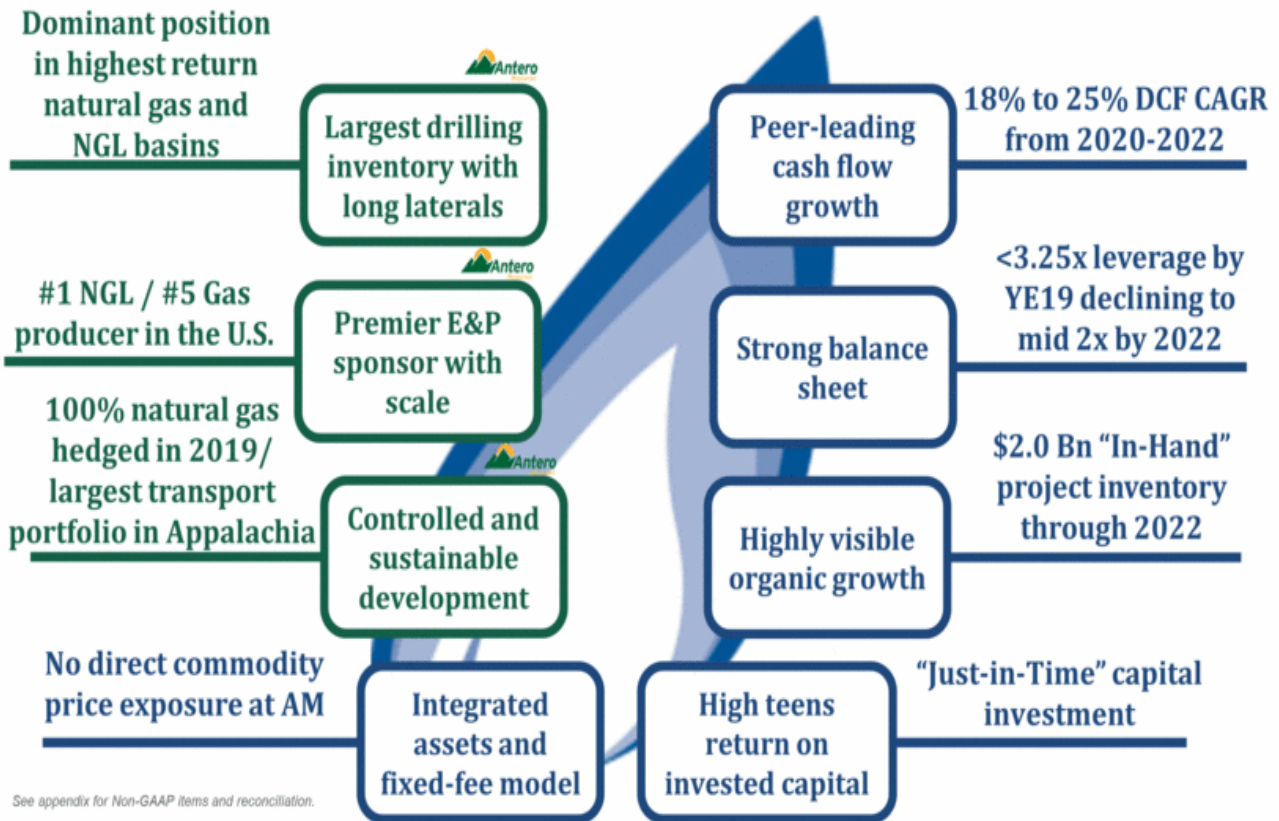 Dominant position
in highest return
natural gas and
NGL basins
Antero
Largest drilling
inventory with
long laterals
#1 NGL / #5 Gas
producer in the U.S.
Antero
Premier E&P
sponsor with
scale
100% natural gas
hedged in 2019/
largest transport
portfolio in Appalachia
Antero
Controlled and
sustainable
development
No direct commodity
price exposure at AM
Integrated
assets and
fixed-fee model
Peer-leading
cash flow
growth
18% to 25% DCF CAGR
from 2020-2022
Strong balance
sheet
<3.25x leverage by
YE19 declining to
mid 2x by 2022
Highly visible
organic growth
$2.0 Bn “In-Hand”
project inventory
through 2022
High teens
return on
invested capital
“Just-in-Time” capital
investment
See appendix for Non-GAAP items and reconciliation.